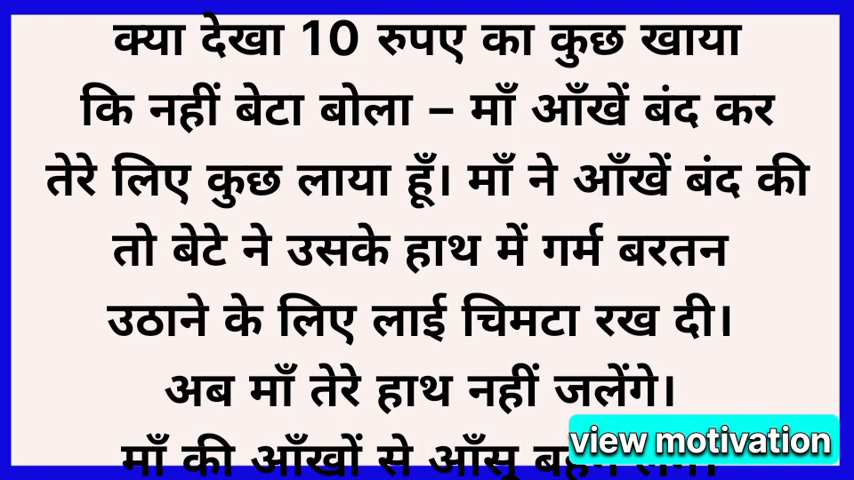 क्या देखा 10 रुपए का कुछ खाया
कि नहीं बेटा बोला – माँ आँखें बंद कर
तेरे लिए कुछ लाया हूँ। माँ ने आँखें बंद की
तो बेटे ने उसके हाथ में गर्म बरतन
उठाने के लिए लाई चिमटा रख दी।
अब माँ तेरे हाथ नहीं जलेंगे।
माँ की आँखों से आँसू
view motivation